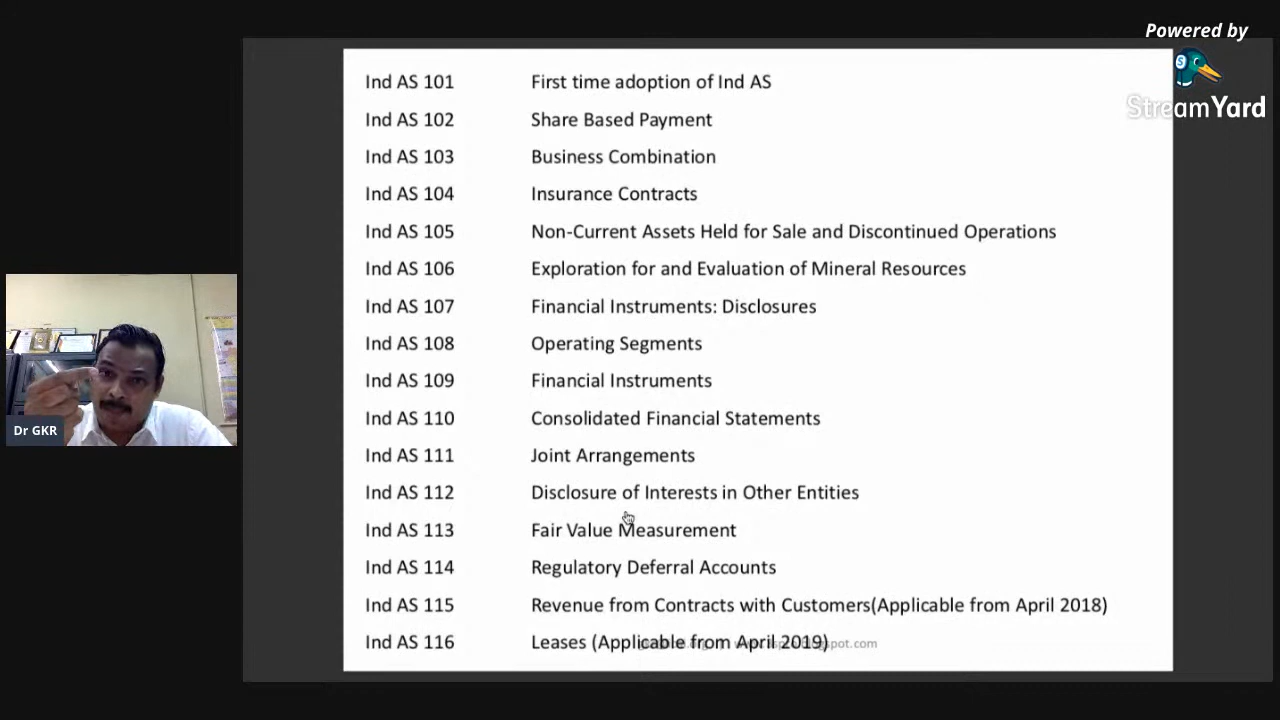 Powered by
StreamYard
Ind AS 101 First time adoption of Ind AS
Ind AS 102 Share Based Payment
Ind AS 103 Business Combination
Ind AS 104 Insurance Contracts
Ind AS 105 Non-Current Assets Held for Sale and Discontinued Operations
Ind AS 106 Exploration for and Evaluation of Mineral Resources
Ind AS 107 Financial Instruments: Disclosures
Ind AS 108 Operating Segments
Ind AS 109 Financial Instruments
Ind AS 110 Consolidated Financial Statements
Ind AS 111 Joint Arrangements
Ind AS 112 Disclosure of Interests in Other Entities
Ind AS 113 Fair Value Measurement
Ind AS 114 Regulatory Deferral Accounts
Ind AS 115 Revenue from Contracts with Customers(Applicable from April 2018)
Ind AS 116 Leases (Applicable from April 2019)
Dr GKR